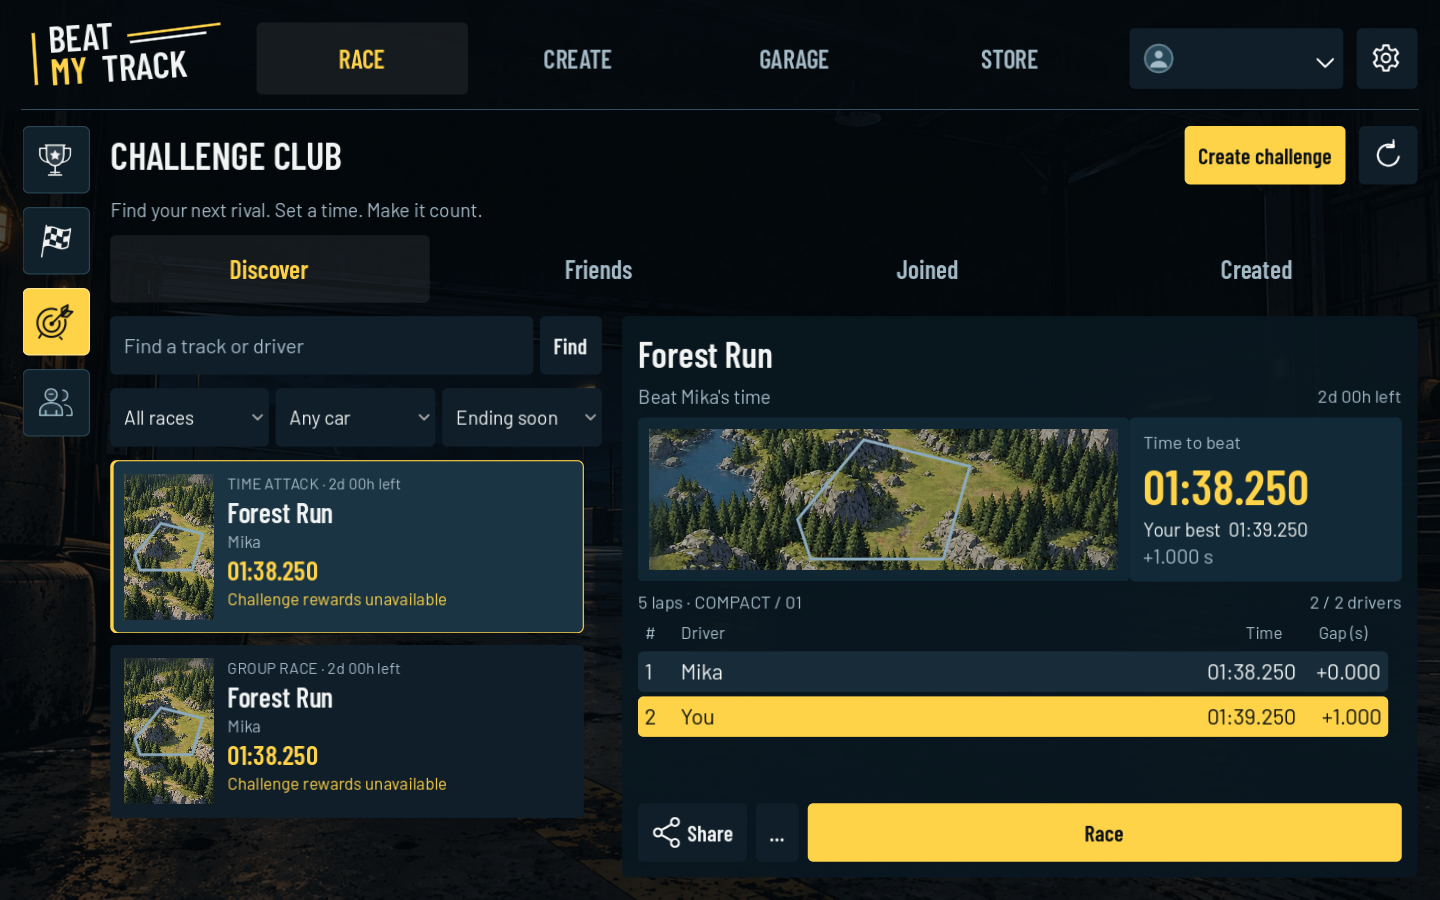 BEAT
MY TRACK
RACE
CREATE
GARAGE
STORE
CHALLENGE CLUB
Create challenge
Find your next rival. Set a time. Make it count.
Discover
Friends
Joined
Created
Find a track or driver
Find
All races
Any car
Ending soon
TIME ATTACK · 2d 00h left
Forest Run
Mika
01:38.250
Challenge rewards unavailable
GROUP RACE · 2d 00h left
Forest Run
Mika
01:38.250
Challenge rewards unavailable
Forest Run
Beat Mika's time
2d 00h left
Time to beat
01:38.250
Your best 01:39.250
+1.000 s
5 laps · COMPACT / 01
2 / 2 drivers
# Driver Time Gap (s)
1 Mika 01:38.250 +0.000
2 You 01:39.250 +1.000
Share
...
Race